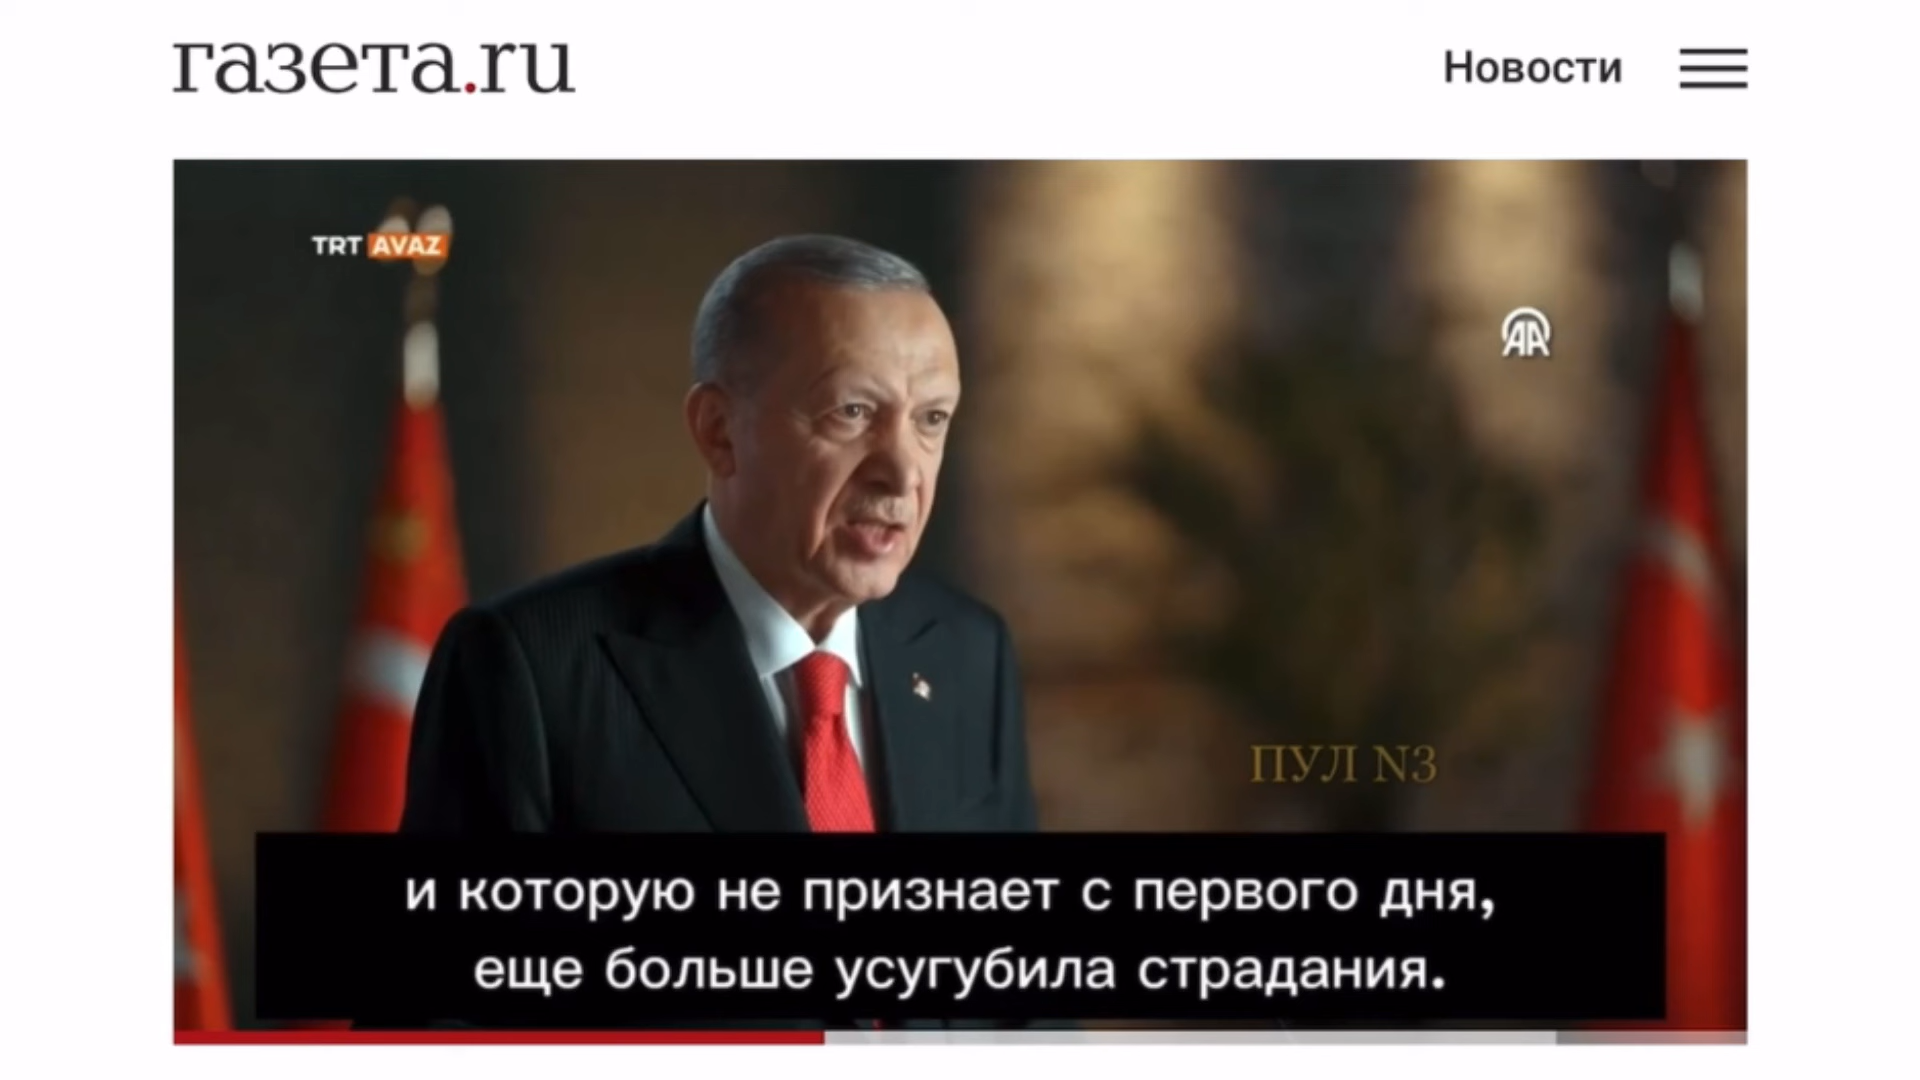 газета.ru
Новости
TRT AVAZ
AA
ПУЛ N3
и которую не признает с первого дня,
еще больше усугубила страдания.